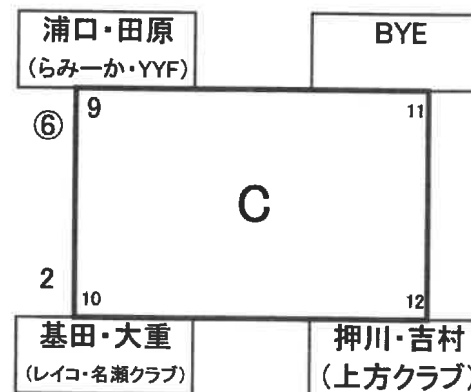 浦口・田原
(らみーか・YYF)
BYE
⑥
9
11
C
2
10
12
基田・大重
(レイコ・名瀬クラブ)
押川・吉村
(上方クラブ)